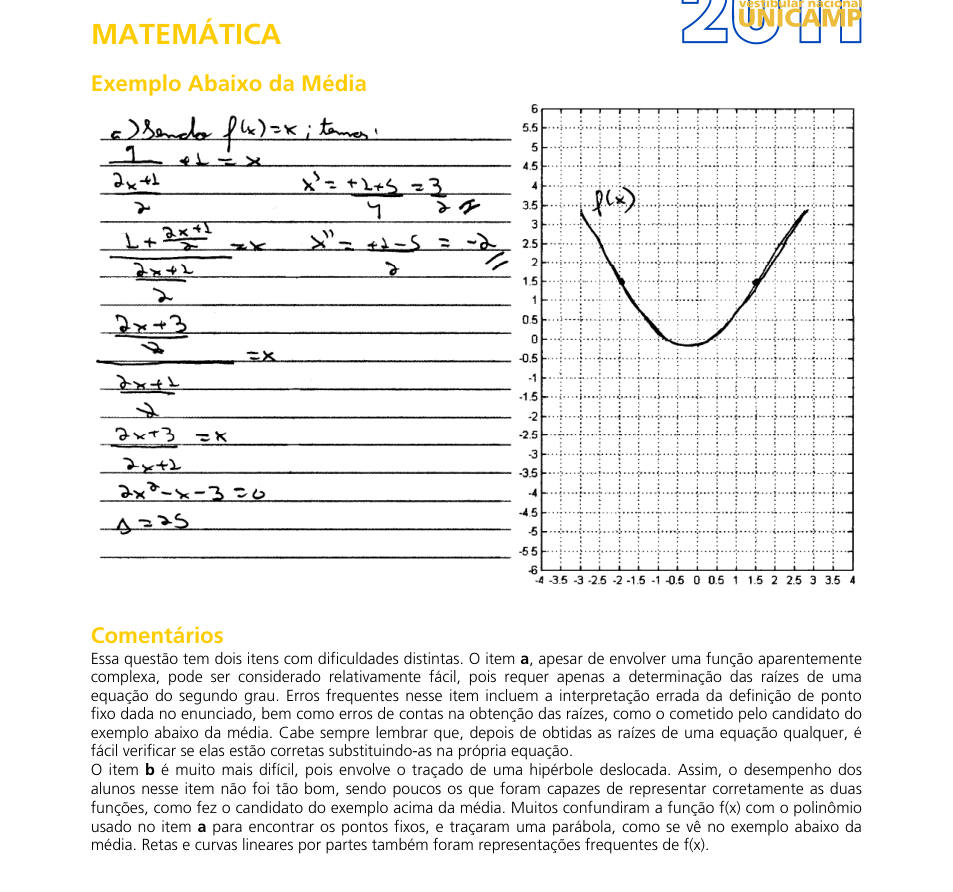 vestibular nacional
2011
UNICAMP
MATEMÁTICA
Exemplo Abaixo da Média
a) Sendo f(x) = x ; temos:
1 + 1 = x
2x+1
2
x' = +1+5 = 3
4 2
1 + 2x+1
2 = x
2x+1
2
x'' = +1-5 = -2
2
2x+3
2
= x
2x+1
2
2x+3 = x
2x+1
2x² - x - 3 = 0
Δ = 25
f(x)
6
5.5
5
4.5
4
3.5
3
2.5
2
1.5
1
0.5
0
-0.5
-1
-1.5
-2
-2.5
-3
-3.5
-4
-4.5
-5
-5.5
-6
-4 -3.5 -3 -2.5 -2 -1.5 -1 -0.5 0 0.5 1 1.5 2 2.5 3 3.5 4
Comentários
Essa questão tem dois itens com dificuldades distintas. O item a, apesar de envolver uma função aparentemente
complexa, pode ser considerado relativamente fácil, pois requer apenas a determinação das raízes de uma
equação do segundo grau. Erros frequentes nesse item incluem a interpretação errada da definição de ponto
fixo dada no enunciado, bem como erros de contas na obtenção das raízes, como o cometido pelo candidato do
exemplo abaixo da média. Cabe sempre lembrar que, depois de obtidas as raízes de uma equação qualquer, é
fácil verificar se elas estão corretas substituindo-as na própria equação.
O item b é muito mais difícil, pois envolve o traçado de uma hipérbole deslocada. Assim, o desempenho dos
alunos nesse item não foi tão bom, sendo poucos os que foram capazes de representar corretamente as duas
funções, como fez o candidato do exemplo acima da média. Muitos confundiram a função f(x) com o polinômio
usado no item a para encontrar os pontos fixos, e traçaram uma parábola, como se vê no exemplo abaixo da
média. Retas e curvas lineares por partes também foram representações frequentes de f(x).